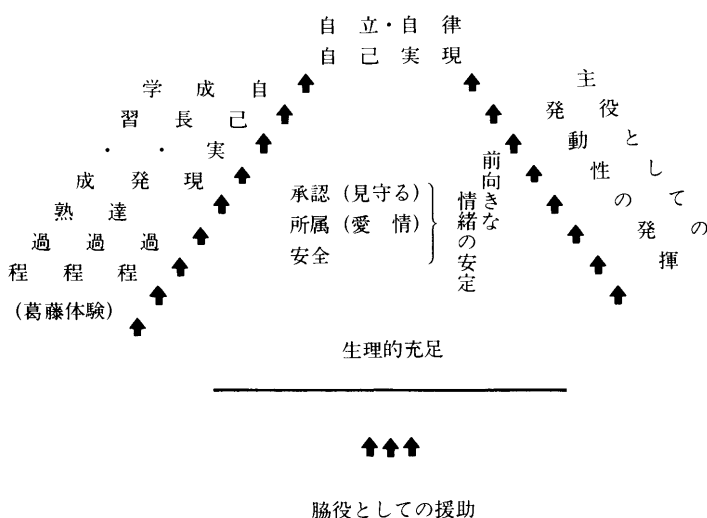 自立・自律
自己実現
自己実現過程
成長・発達過程
学習・成熟過程
(葛藤体験)
主役としての
発動性の発揮
承認(見守る)
所属(愛情)
安全
前向きな
情緒の安定
生理的充足
脇役としての援助